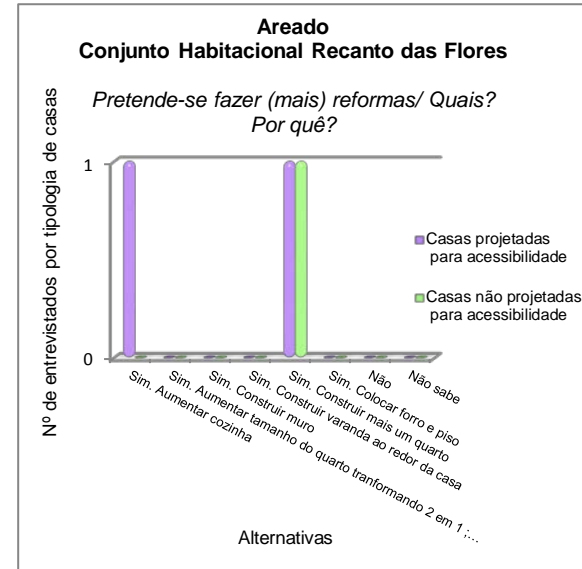 Areado
Conjunto Habitacional Recanto das Flores
Pretende-se fazer (mais) reformas/ Quais?
Por quê?
Nº de entrevistados por tipologia de casas
1
0
Casas projetadas
para acessibilidade
Casas não projetadas
para acessibilidade
Sim. Aumentar cozinha
Sim. Aumentar tamanho do quarto tranformando 2 em 1 ;...
Sim. Construir muro
Sim. Construir varanda ao redor da casa
Sim. Construir mais um quarto
Sim. Colocar forro e piso
Não
Não sabe
Alternativas